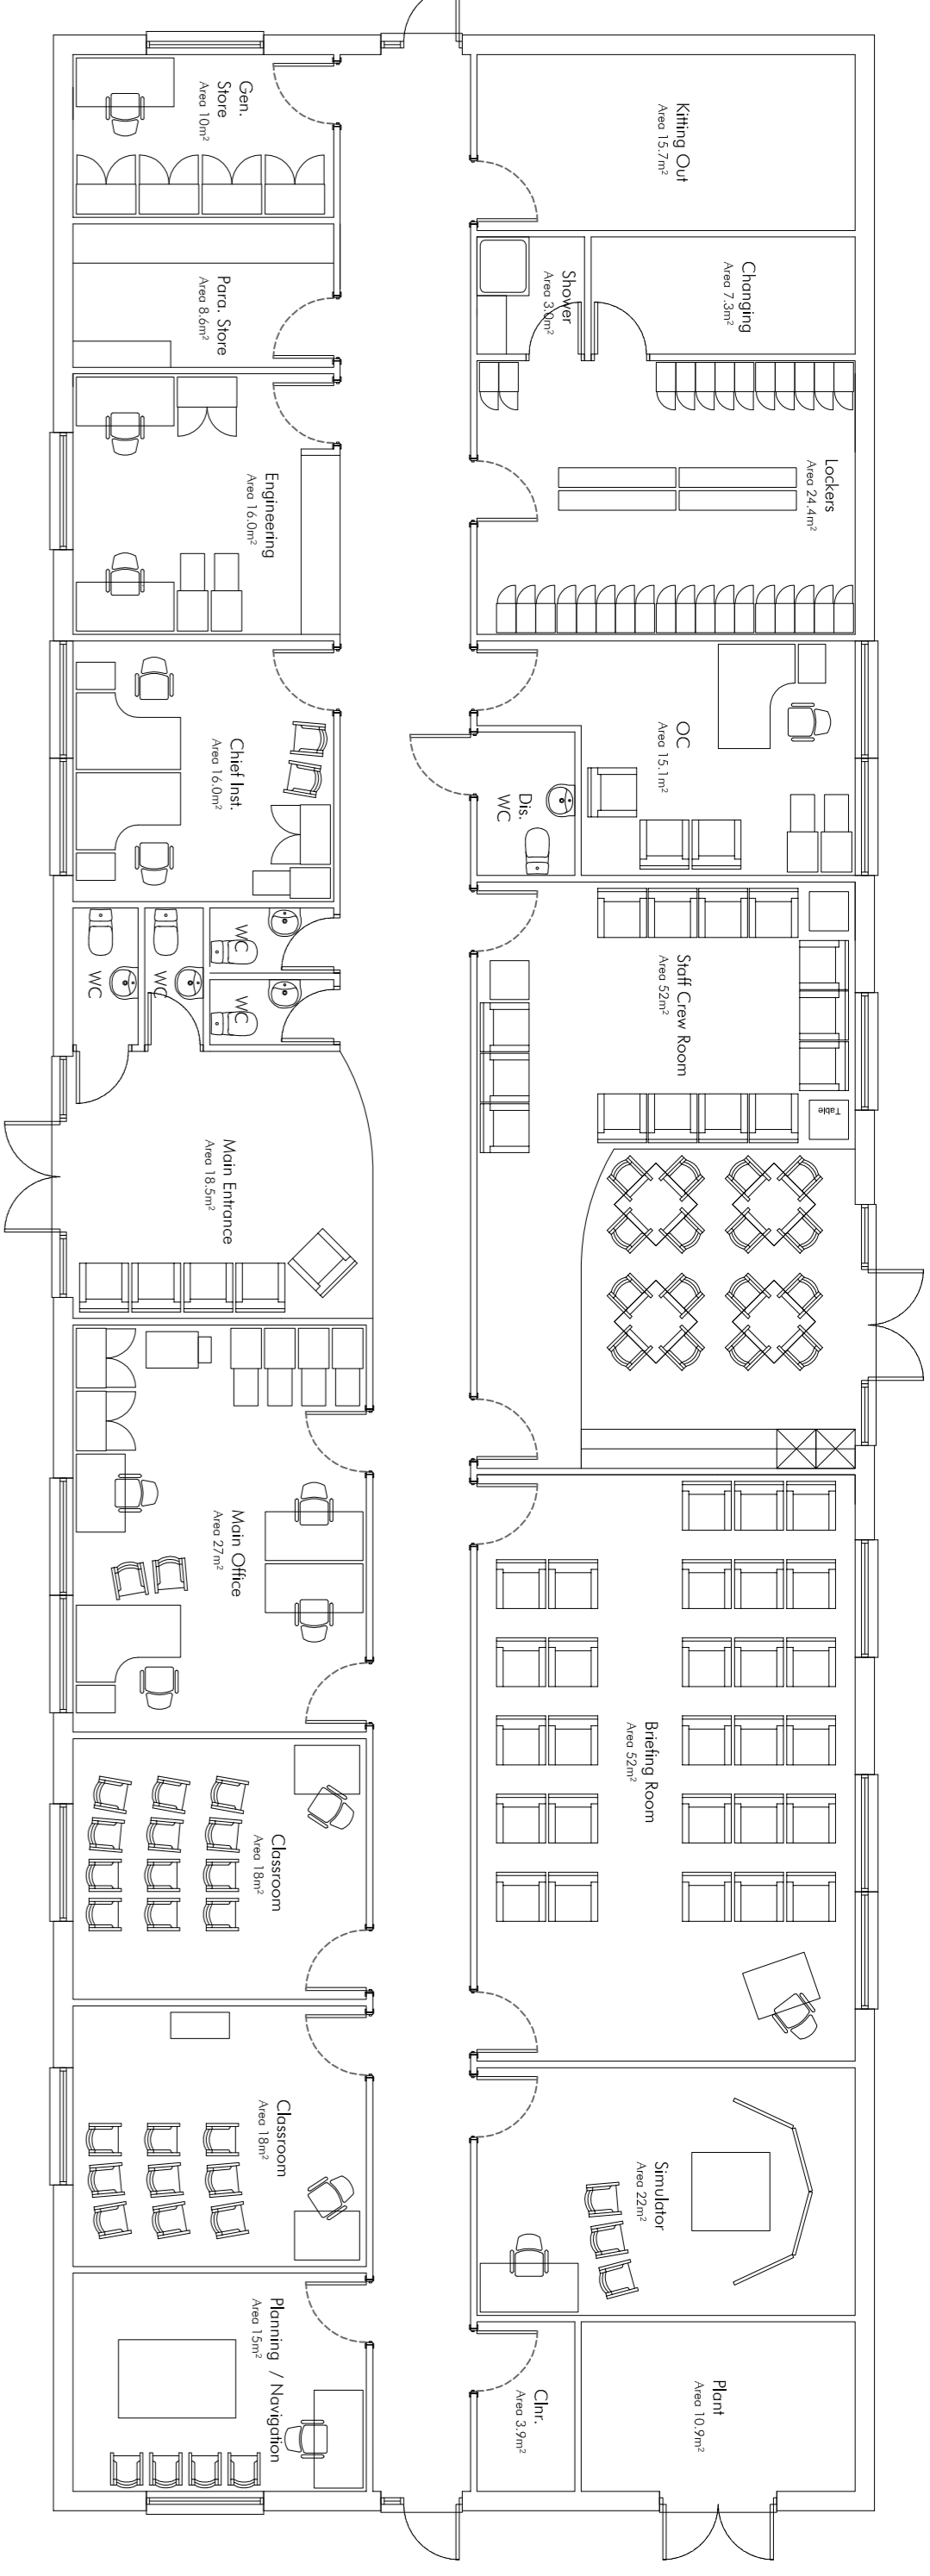 Kitting Out
Area 15.7m²
Gen.
Store
Area 10m²
Changing
Area 7.3m²
Shower
Area 3.0m²
Para. Store
Area 8.6m²
Lockers
Area 24.4m²
Engineering
Area 16.0m²
OC
Area 15.1m²
Chief Inst.
Area 16.0m²
Dis.
WC
Staff Crew Room
Area 52m²
WC
WC
WC
WC
Table
Main Entrance
Area 18.5m²
Main Office
Area 27m²
Briefing Room
Area 52m²
Classroom
Area 18m²
Classroom
Area 18m²
Simulator
Area 22m²
Planning / Navigation
Area 15m²
Clnr.
Area 3.9m²
Plant
Area 10.9m²